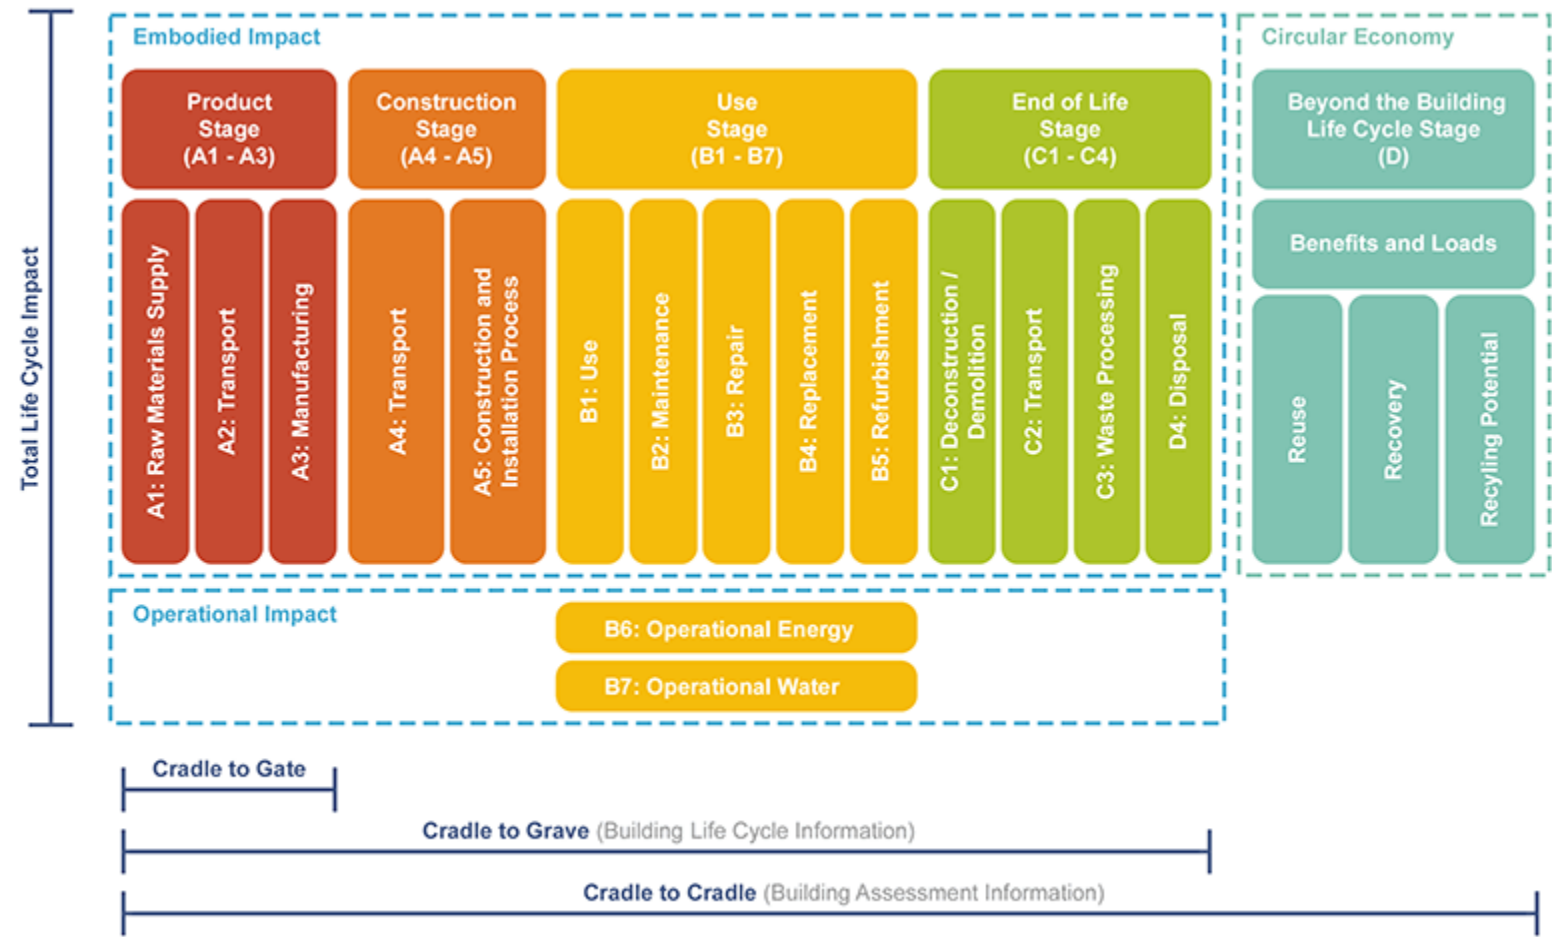 Total Life Cycle Impact
Embodied Impact
Product
Stage
(A1 - A3)
A1: Raw Materials Supply
A2: Transport
A3: Manufacturing
Construction
Stage
(A4 - A5)
A4: Transport
A5: Construction and
Installation Process
Use
Stage
(B1 - B7)
B1: Use
B2: Maintenance
B3: Repair
B4: Replacement
B5: Refurbishment
End of Life
Stage
(C1 - C4)
C1: Deconstruction /
Demolition
C2: Transport
C3: Waste Processing
D4: Disposal
Circular Economy
Beyond the Building
Life Cycle Stage
(D)
Benefits and Loads
Reuse
Recovery
Recyling Potential
Operational Impact
B6: Operational Energy
B7: Operational Water
Cradle to Gate
Cradle to Grave (Building Life Cycle Information)
Cradle to Cradle (Building Assessment Information)